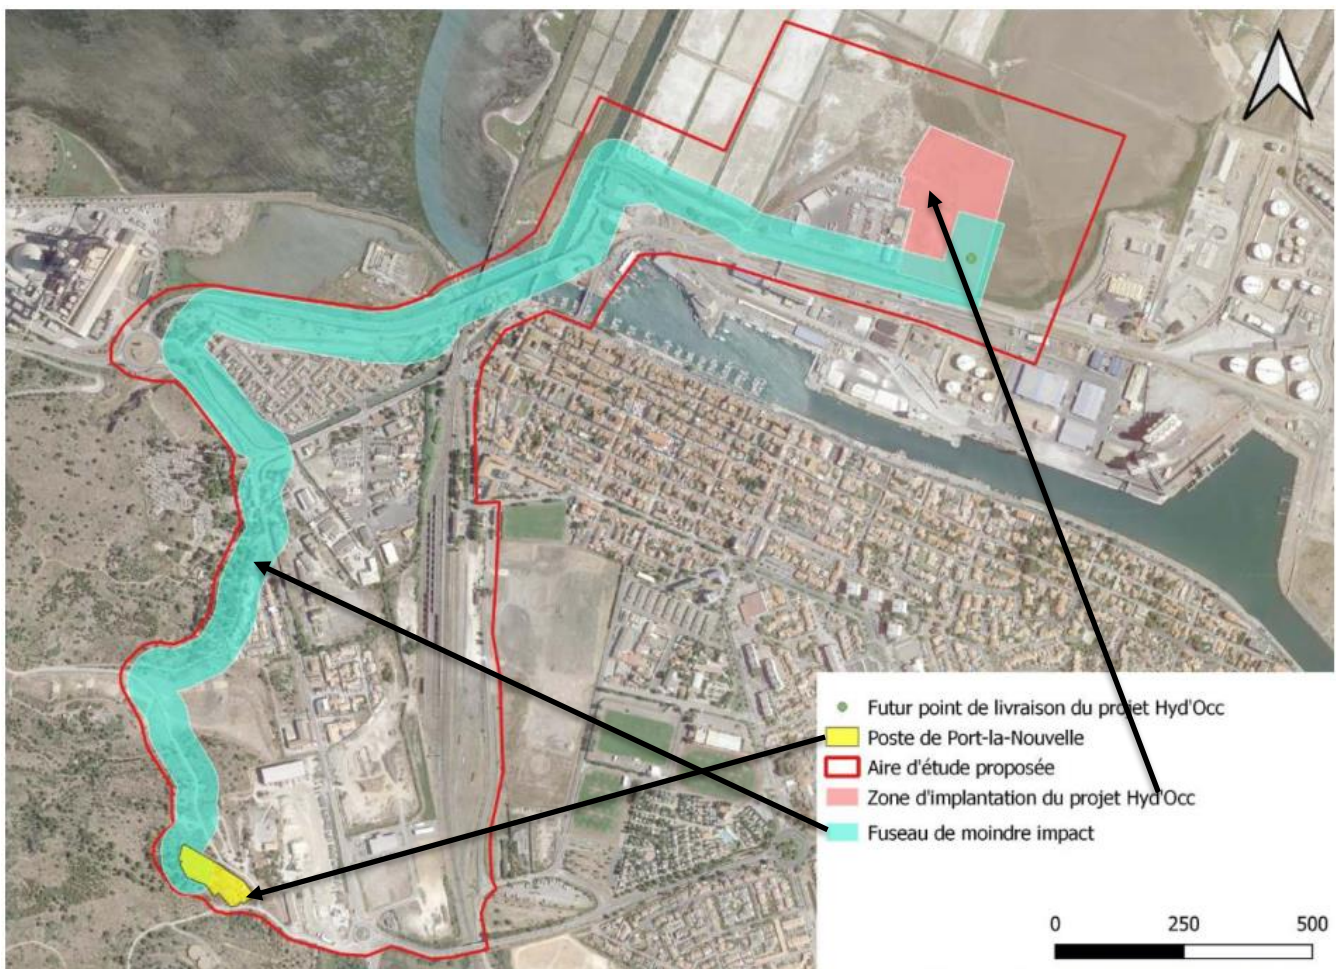 Futur point de livraison du projet Hyd'Occ
Poste de Port-la-Nouvelle
Aire d'étude proposée
Zone d'implantation du projet Hyd'Occ
Fuseau de moindre impact
0 250 500